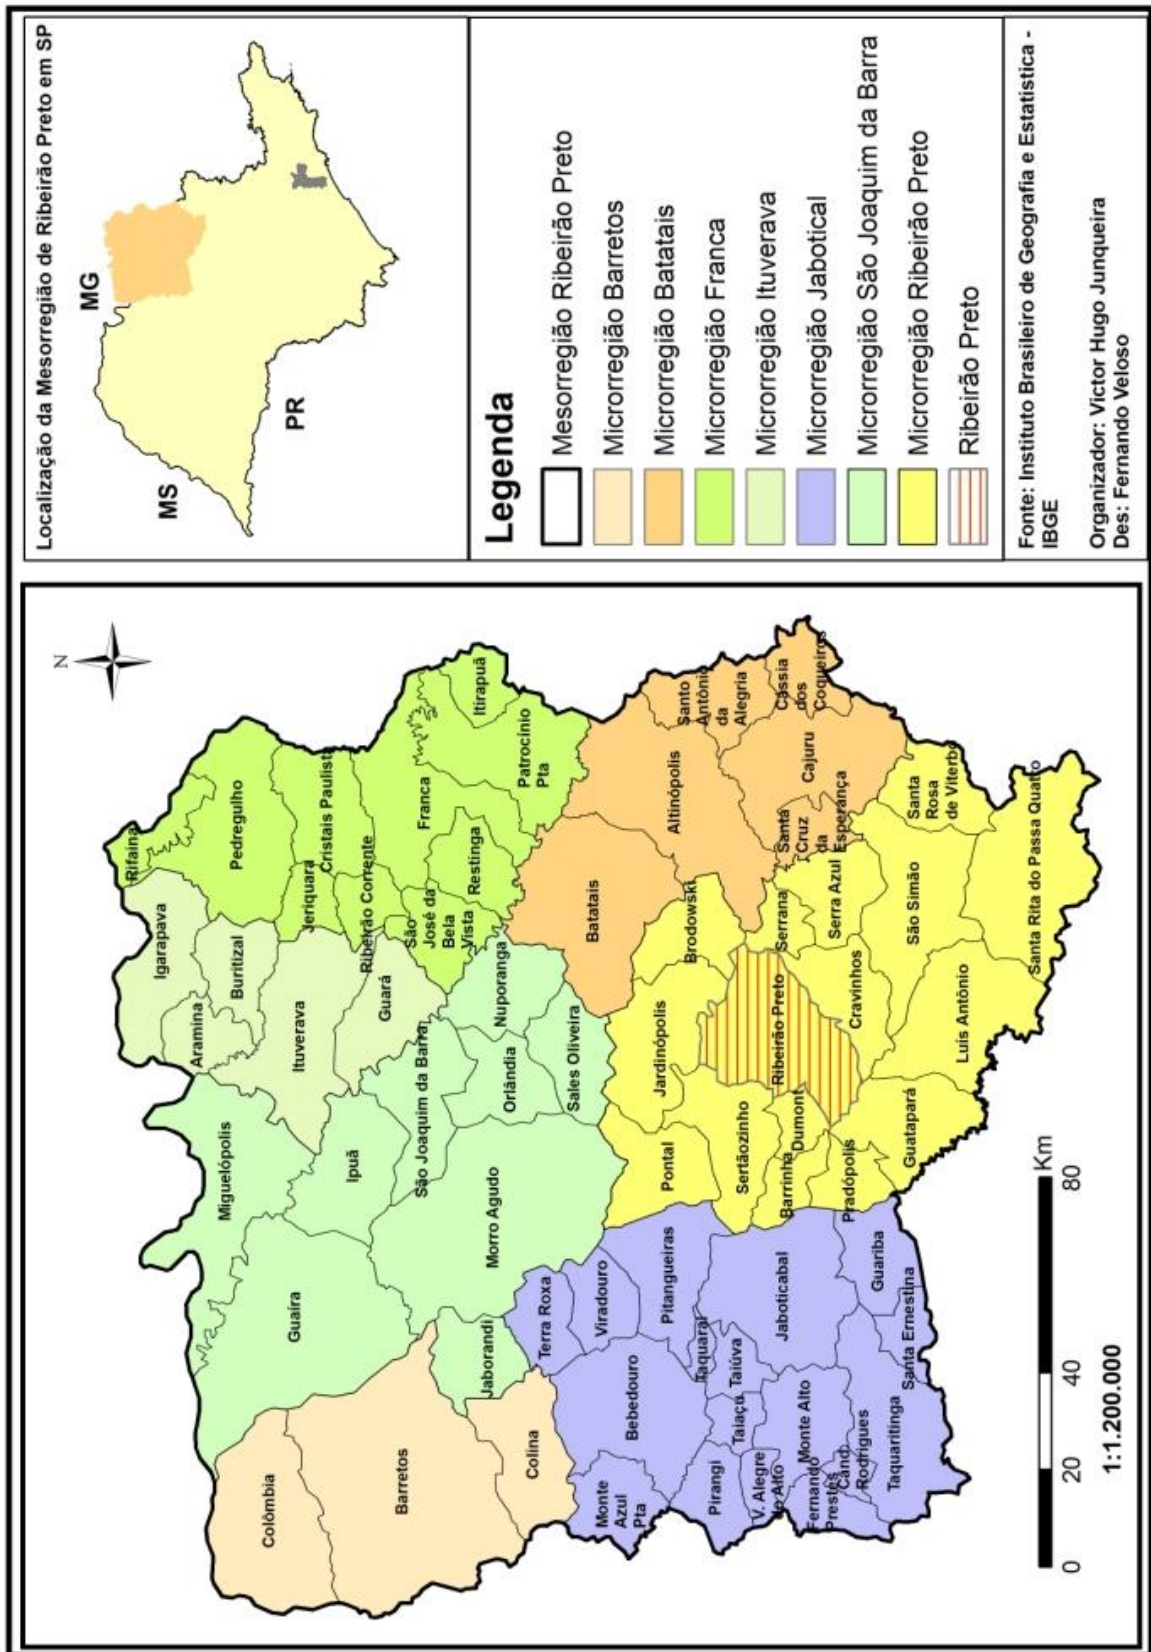 Localização da Mesorregião de Ribeirão Preto em SP
MG
MS
PR
Legenda
Mesorregião Ribeirão Preto
Microrregião Barretos
Microrregião Batatais
Microrregião Franca
Microrregião Ituverava
Microrregião Jabotical
Microrregião São Joaquim da Barra
Microrregião Ribeirão Preto
Ribeirão Preto
Fonte: Instituto Brasileiro de Geografia e Estatistica -
IBGE
Organizador: Victor Hugo Junqueira
Des: Fernando Veloso
N
Rifaina
Igarapava
Pedregulho
Aramina
Buritizal
Miguelópolis
Ituverava
Jeriquara
Cristais Paulista
Guaíra
Ipuã
Guará
Ribeirão Corrente
Franca
Itirapuã
Colômbia
São Joaquim da Barra
São
José da
Bela
Vista
Restinga
Patrocínio
Pta
Barretos
Morro Agudo
Orlândia
Nuporanga
Jaborandi
Sales Oliveira
Colina
Terra Roxa
Batatais
Viradouro
Altinópolis
Santo
Antônio
da
Alegria
Monte
Azul
Pta
Bebedouro
Pitangueiras
Pontal
Jardinópolis
Brodowski
Cássia
dos
Coqueiros
Cajuru
Santa
Cruz
da
Esperança
Pirangi
Taiaçu
Taiúva
Taquaral
Sertãozinho
Ribeirão Preto
Serrana
Serra Azul
V. Alegre
do Alto
Monte Alto
Jaboticabal
Barrinha
Dumont
Cravinhos
São Simão
Santa
Rosa
de Viterbo
Fernando
Prestes
Când.
Rodrigues
Guariba
Pradópolis
Taquaritinga
Santa Ernestina
Guatapará
Luis Antônio
Santa Rita do Passa Quatro
0
20
40
80
Km
1:1.200.000